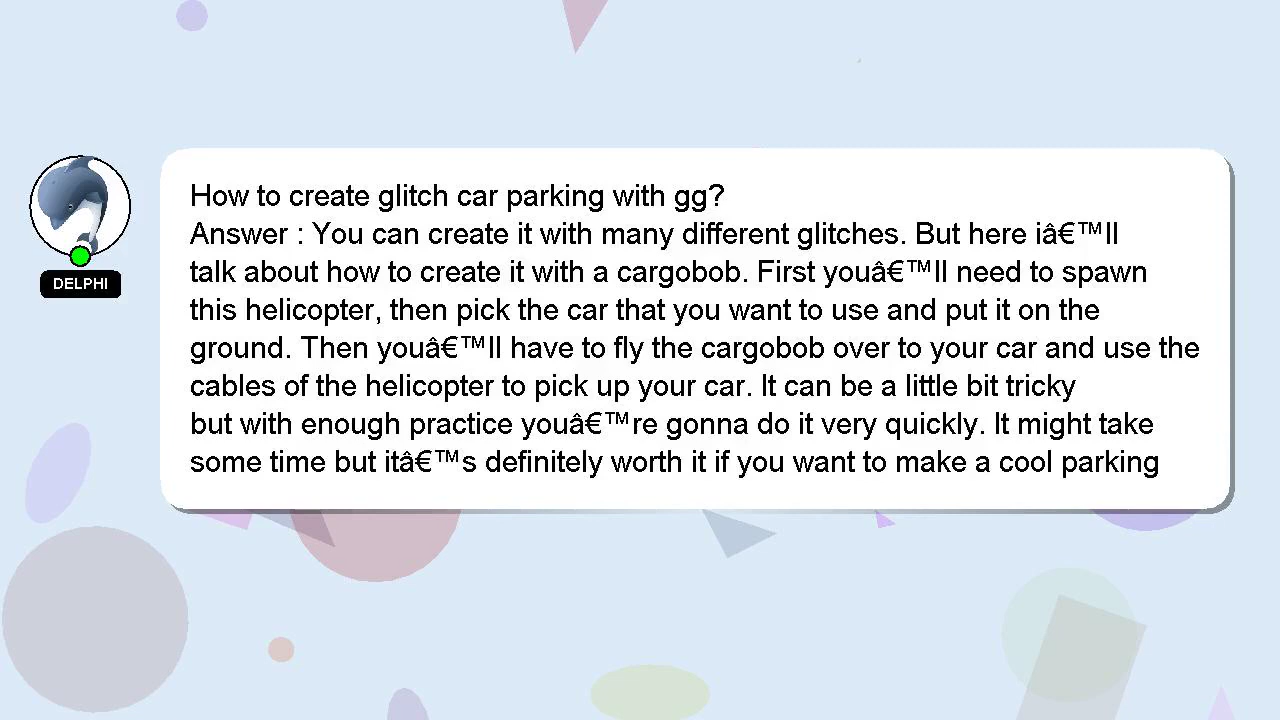 How to create glitch car parking with gg?
Answer : You can create it with many different glitches. But here iâ€™ll
talk about how to create it with a cargobob. First youâ€™ll need to spawn
this helicopter, then pick the car that you want to use and put it on the
ground. Then youâ€™ll have to fly the cargobob over to your car and use the
cables of the helicopter to pick up your car. It can be a little bit tricky
but with enough practice youâ€™re gonna do it very quickly. It might take
some time but itâ€™s definitely worth it if you want to make a cool parking
DELPHI